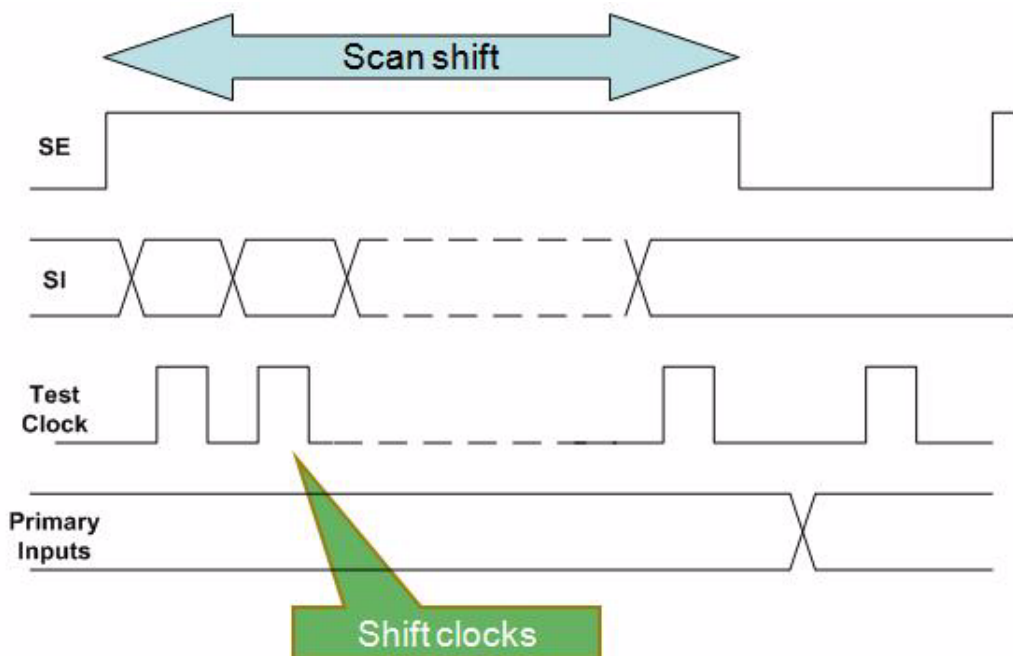 Scan shift
SE
SI
Test
Clock
Primary
Inputs
Shift clocks